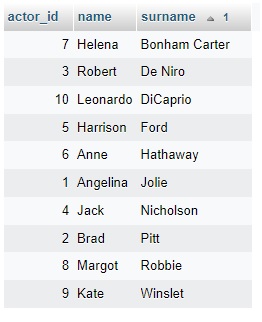 actor_id name surname 1
7 Helena Bonham Carter
3 Robert De Niro
10 Leonardo DiCaprio
5 Harrison Ford
6 Anne Hathaway
1 Angelina Jolie
4 Jack Nicholson
2 Brad Pitt
8 Margot Robbie
9 Kate Winslet